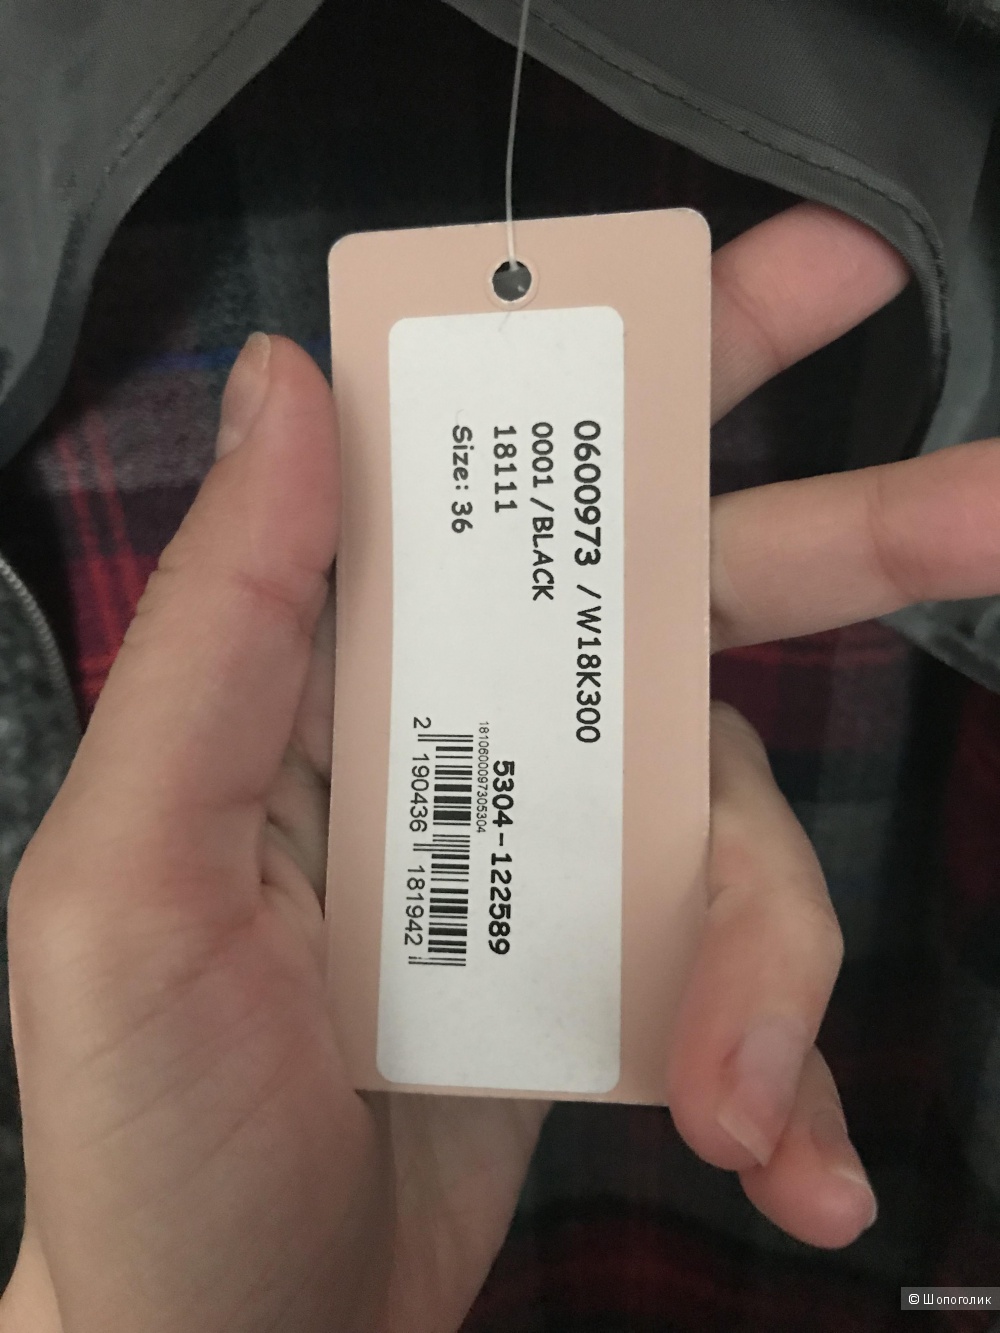 0600973 /W18K300
0001 /BLACK
18111
Size: 36
5304-122589
1810600097305304
2 190436 181942
© Шопоголик